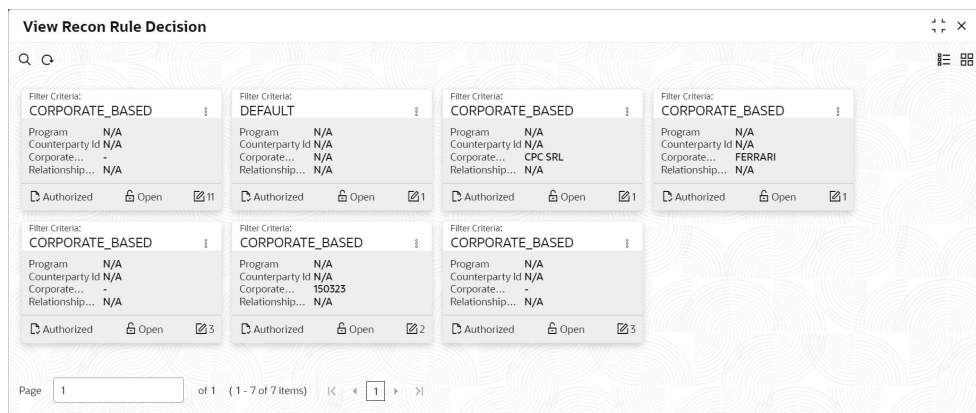 View Recon Rule Decision
Filter Criteria: Filter Criteria: Filter Criteria: Filter Criteria:
CORPORATE_BASED DEFAULT CORPORATE_BASED CORPORATE_BASED
Program N/A Program N/A Program N/A Program N/A
Counterparty Id N/A Counterparty Id N/A Counterparty Id N/A Counterparty Id N/A
Corporate... - Corporate... N/A Corporate... CPC SRL Corporate... FERRARI
Relationship... N/A Relationship... N/A Relationship... N/A Relationship... N/A
Authorized Open 11 Authorized Open 1 Authorized Open 1 Authorized Open 1
Filter Criteria: Filter Criteria: Filter Criteria:
CORPORATE_BASED CORPORATE_BASED CORPORATE_BASED
Program N/A Program N/A Program N/A
Counterparty Id N/A Counterparty Id N/A Counterparty Id N/A
Corporate... - Corporate... 150323 Corporate... -
Relationship... N/A Relationship... N/A Relationship... N/A
Authorized Open 3 Authorized Open 2 Authorized Open 3
Page 1 of 1 ( 1 - 7 of 7 items) 1